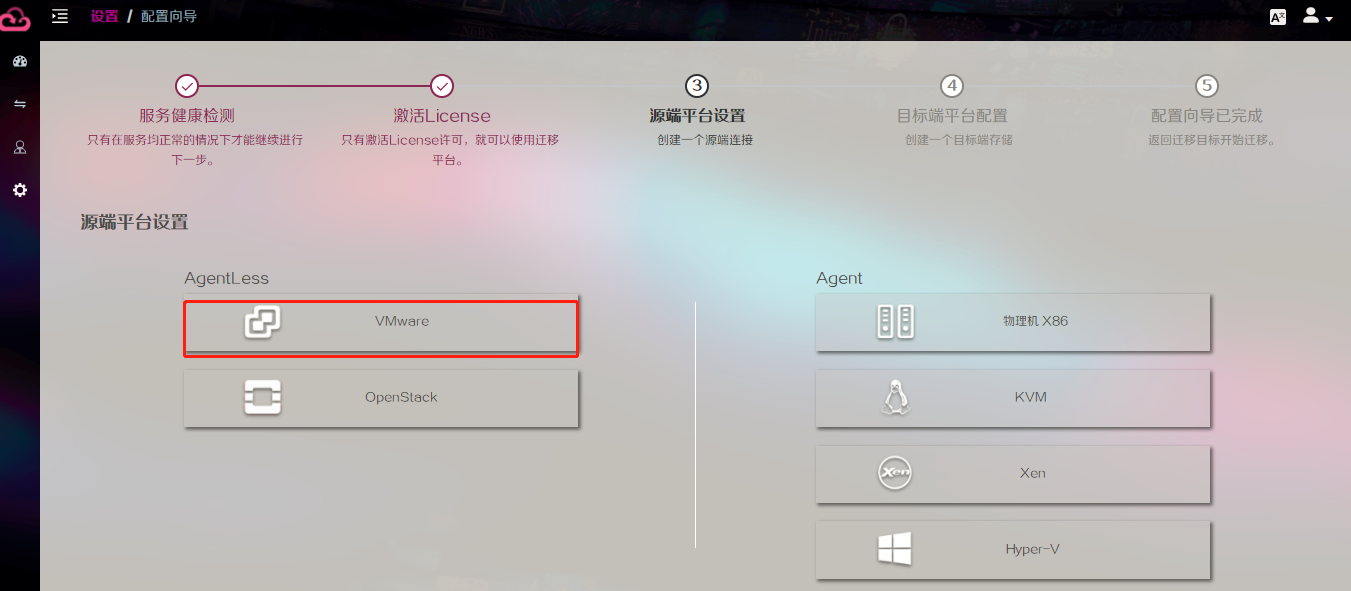 设置 / 配置向导
3
4
5
服务健康检测
激活License
源端平台设置
目标端平台配置
配置向导已完成
只有在服务均正常的情况下才能继续进行
下一步。
只有激活License许可，就可以使用迁移
平台。
创建一个源端连接
创建一个目标端存储
返回迁移目标开始迁移。
源端平台设置
AgentLess
VMware
OpenStack
Agent
物理机 X86
KVM
Xen
Xen
Hyper-V